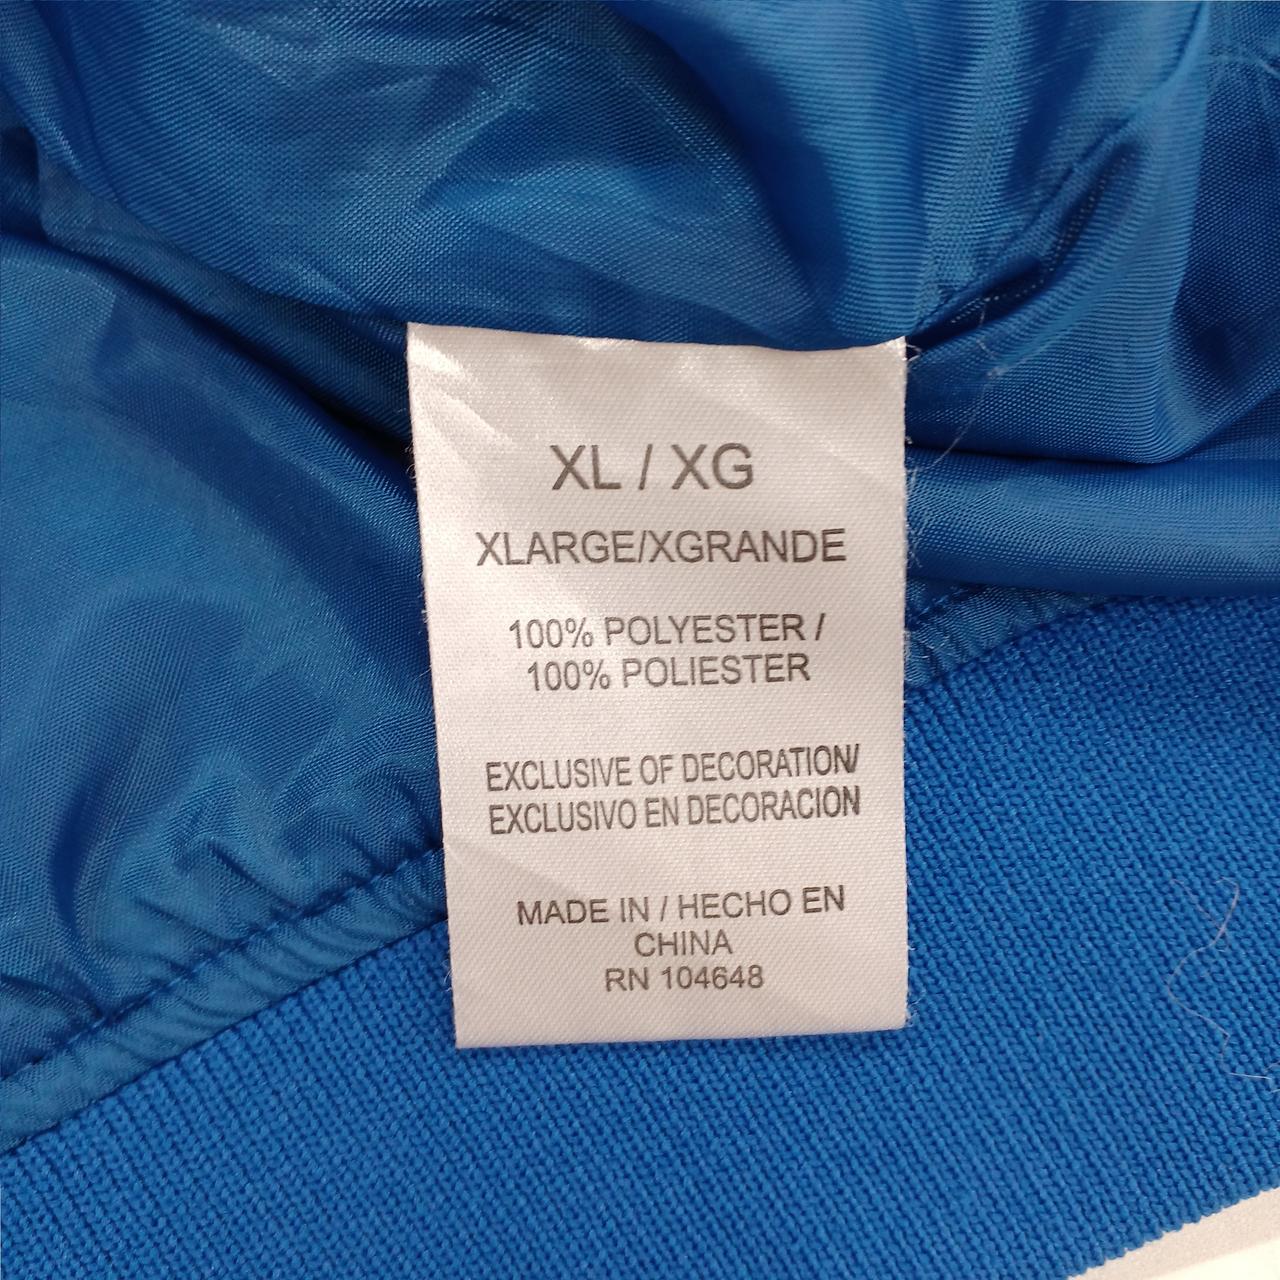 XL / XG
XLARGE/XGRANDE
100% POLYESTER /
100% POLIESTER
EXCLUSIVE OF DECORATION/
EXCLUSIVO EN DECORACION
MADE IN / HECHO EN
CHINA
RN 104648